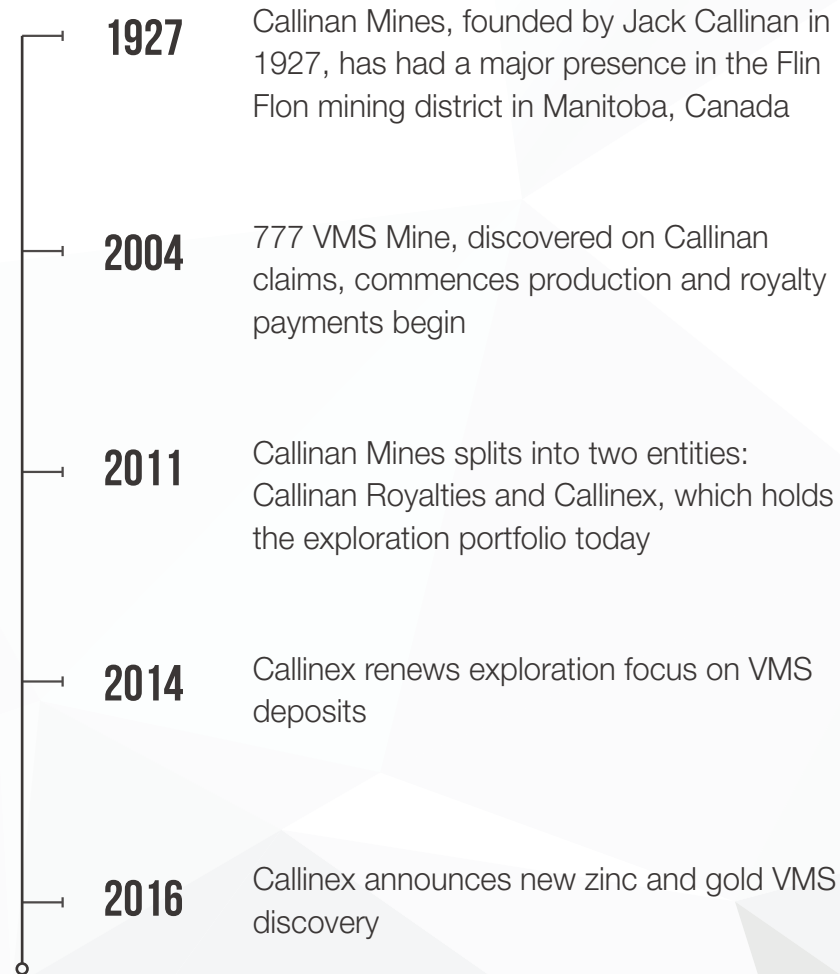 1927
Callinan Mines, founded by Jack Callinan in
1927, has had a major presence in the Flin
Flon mining district in Manitoba, Canada
2004
777 VMS Mine, discovered on Callinan
claims, commences production and royalty
payments begin
2011
Callinan Mines splits into two entities:
Callinan Royalties and Callinex, which holds
the exploration portfolio today
2014
Callinex renews exploration focus on VMS
deposits
2016
Callinex announces new zinc and gold VMS
discovery